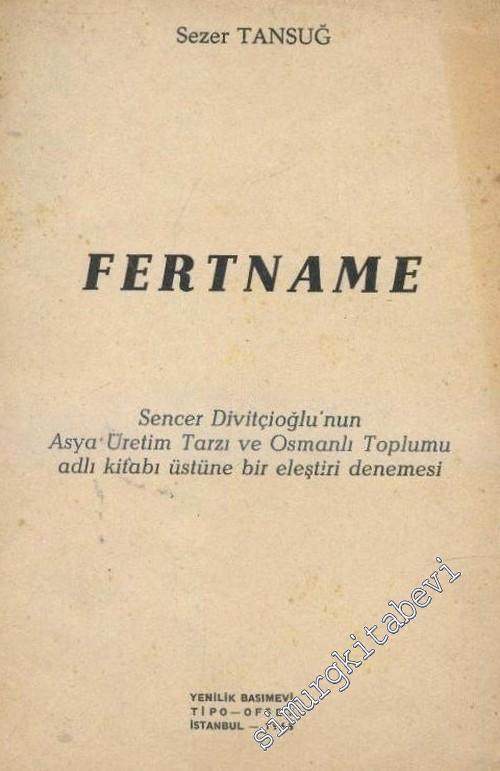 Sezer TANSUĞ
FERTNAME
Sencer Divitçioğlu'nun
Asya Üretim Tarzı ve Osmanlı Toplumu
adlı kitabı üstüne bir eleştiri denemesi
YENİLİK BASIMEVİ
TİPO — OFSET
İSTANBUL —
simurgkitabevi